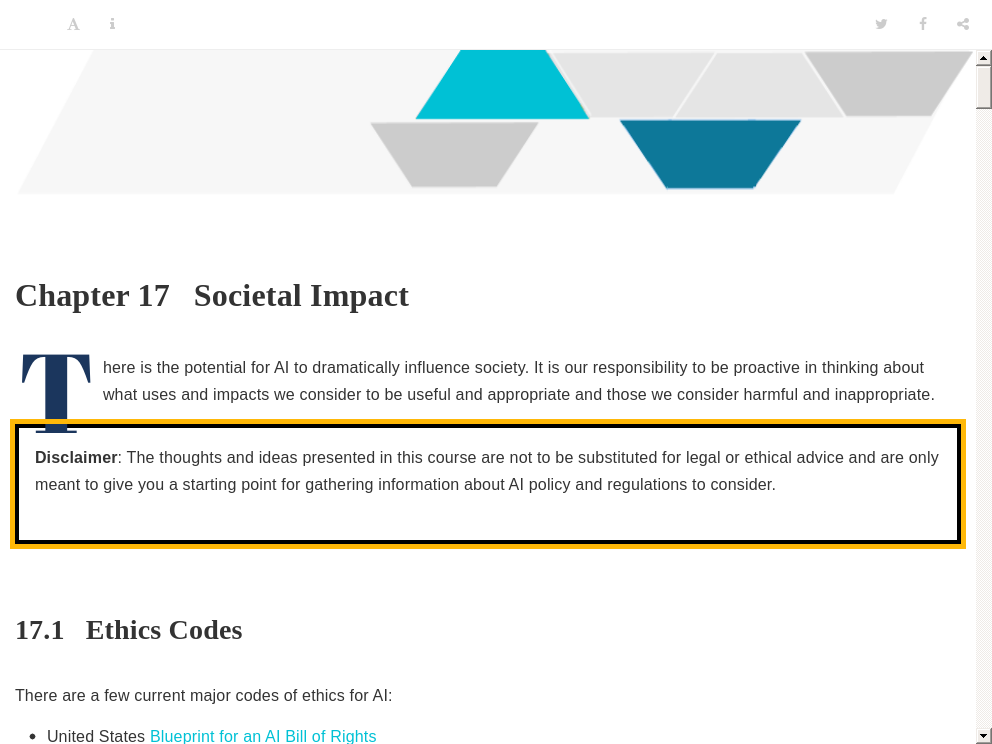 Chapter 17 Societal Impact
There is the potential for AI to dramatically influence society. It is our responsibility to be proactive in thinking about
what uses and impacts we consider to be useful and appropriate and those we consider harmful and inappropriate.
Disclaimer: The thoughts and ideas presented in this course are not to be substituted for legal or ethical advice and are only
meant to give you a starting point for gathering information about AI policy and regulations to consider.
17.1 Ethics Codes
There are a few current major codes of ethics for AI:
• United States Blueprint for an AI Bill of Rights